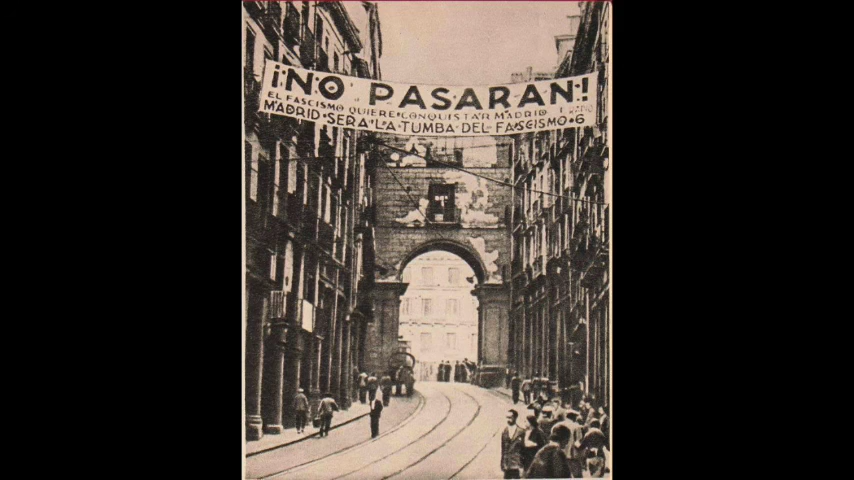 ¡NO PASARAN!
EL FASCISMO QUIERE CONQUISTAR MADRID
MADRID SERA LA TUMBA DEL FASCISMO